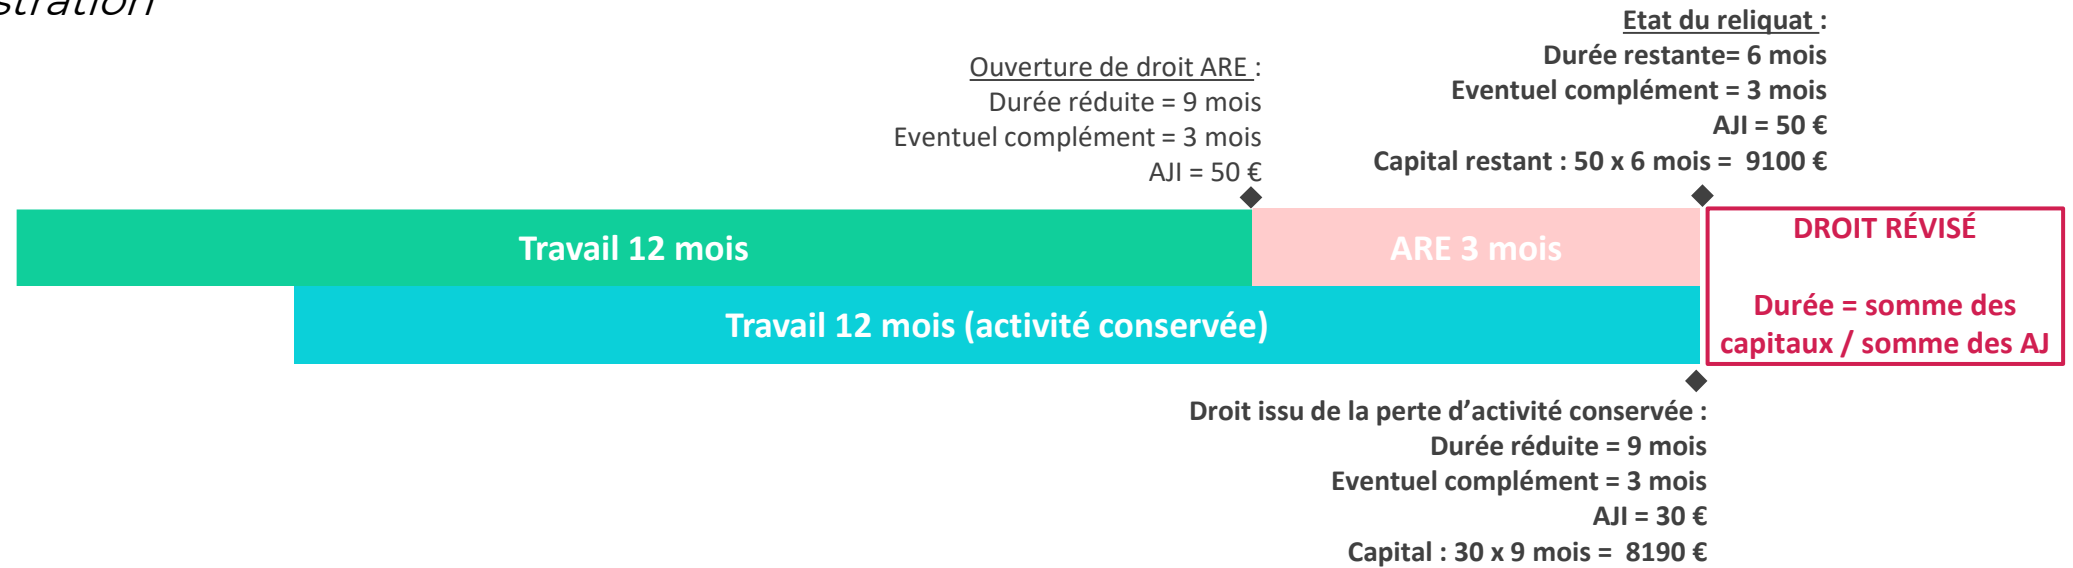 stration
Ouverture de droit ARE :
Durée réduite = 9 mois
Eventuel complément = 3 mois
AJI = 50 €
Etat du reliquat :
Durée restante= 6 mois
Eventuel complément = 3 mois
AJI = 50 €
Capital restant : 50 x 6 mois = 9100 €
Travail 12 mois
ARE 3 mois
DROIT RÉVISÉ
Durée = somme des
capitaux / somme des AJ
Travail 12 mois (activité conservée)
Droit issu de la perte d’activité conservée :
Durée réduite = 9 mois
Eventuel complément = 3 mois
AJI = 30 €
Capital : 30 x 9 mois = 8190 €